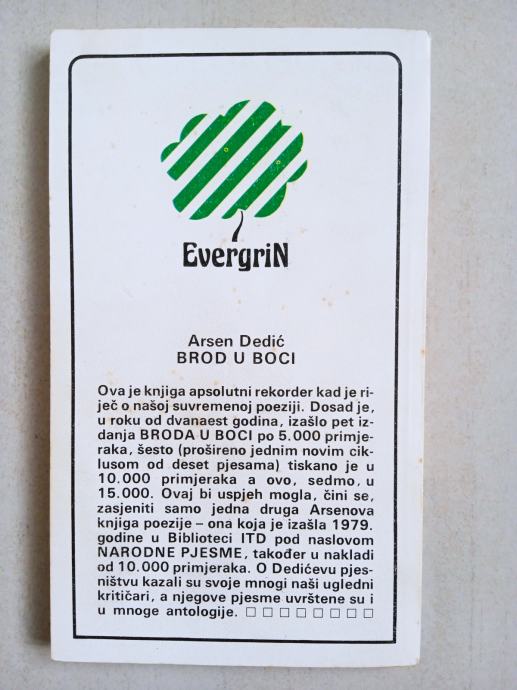 EvergriN
Arsen Dedić
BROD U BOCI
Ova je knjiga apsolutni rekorder kad je ri-
ječ o našoj suvremenoj poeziji. Dosad je,
u roku od dvanaest godina, izašlo pet iz-
danja BRODA U BOCI po 5.000 primje-
raka, šesto (prošireno jednim novim cik-
lusom od deset pjesama) tiskano je u
10.000 primjeraka a ovo, sedmo, u
15.000. Ovaj bi uspjeh mogla, čini se,
zasjeniti samo jedna druga Arsenova
knjiga poezije – ona koja je izašla 1979.
godine u Biblioteci ITD pod naslovom
NARODNE PJESME, također u nakladi
od 10.000 primjeraka. O Dedićevu pjes-
ništvu kazali su svoje mnogi naši ugledni
kritičari, a njegove pjesme uvrštene su i
u mnoge antologije. □ □ □ □ □ □ □ □